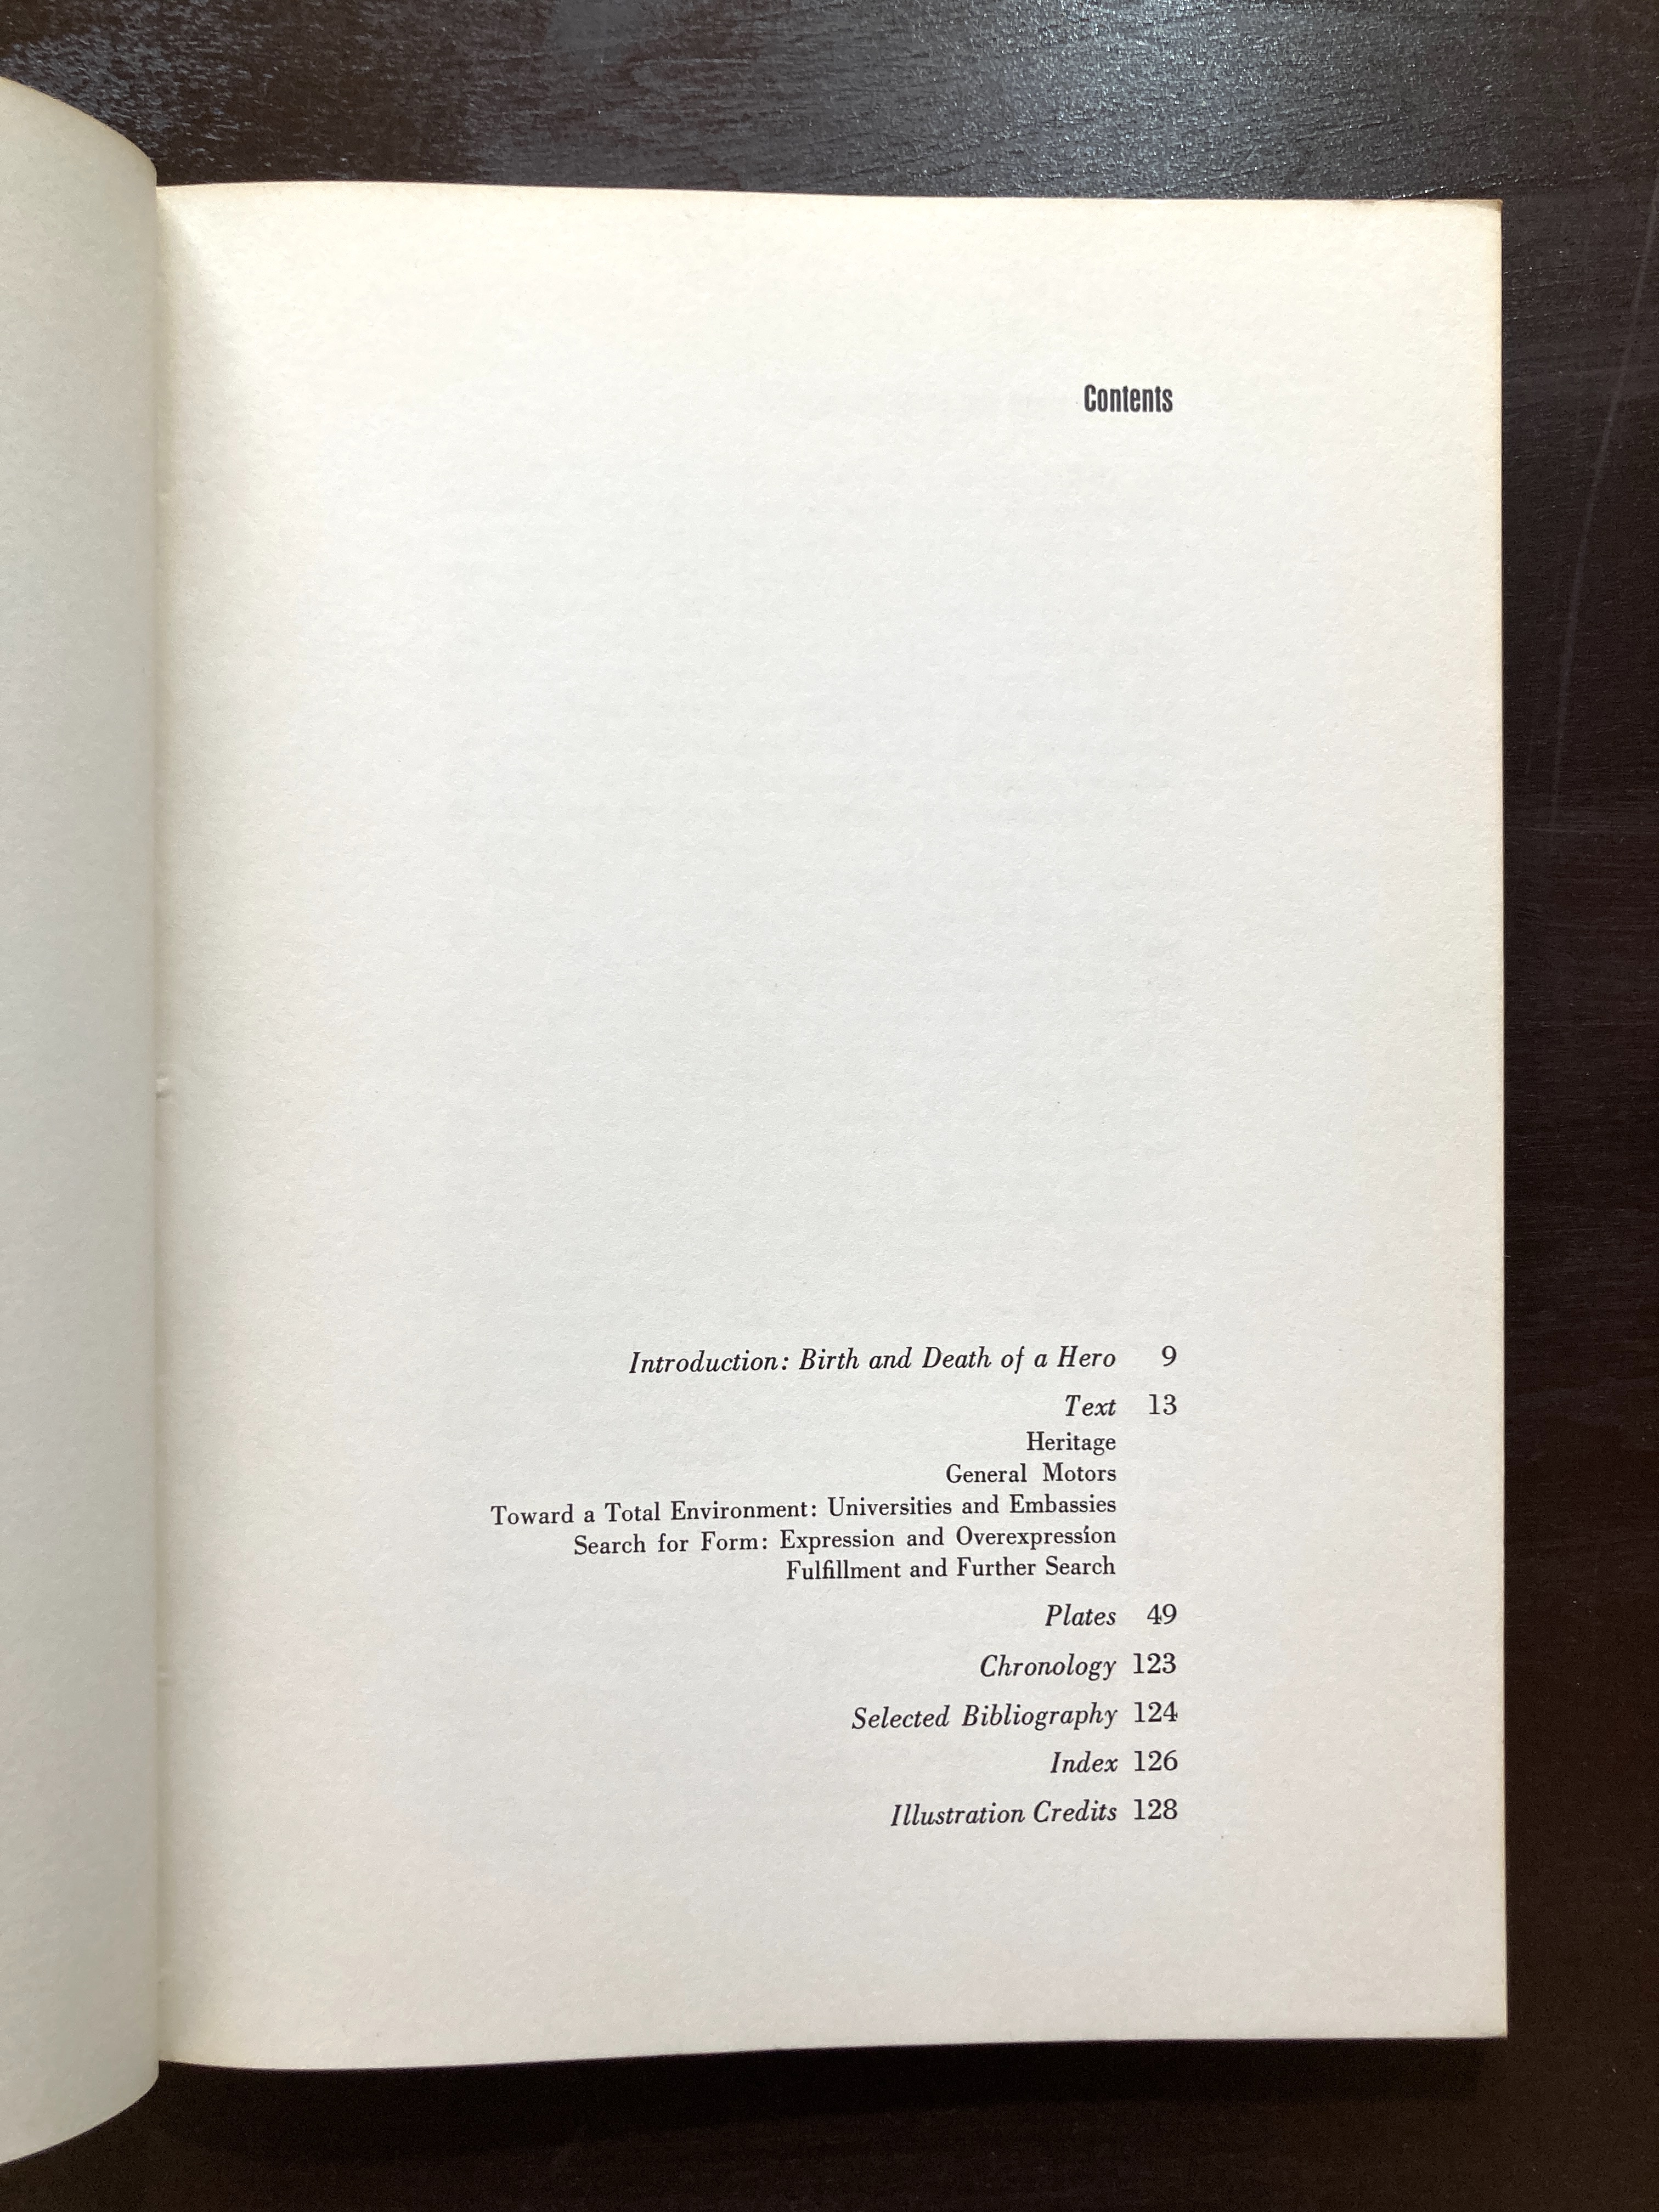 Contents
Introduction: Birth and Death of a Hero 9
Text 13
Heritage
General Motors
Toward a Total Environment: Universities and Embassies
Search for Form: Expression and Overexpression
Fulfillment and Further Search
Plates 49
Chronology 123
Selected Bibliography 124
Index 126
Illustration Credits 128